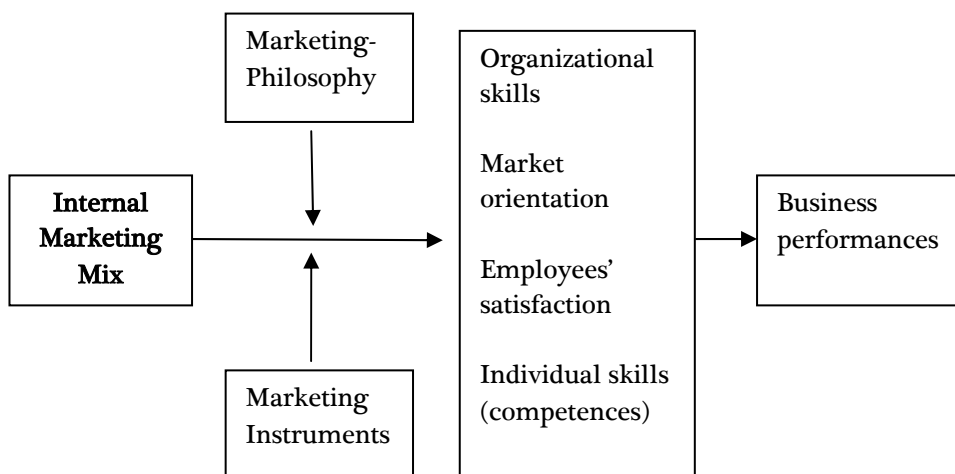 Marketing-
Philosophy
Internal
Marketing
Mix
Marketing
Instruments
Organizational
skills
Market
orientation
Employees’
satisfaction
Individual skills
(competences)
Business
performances